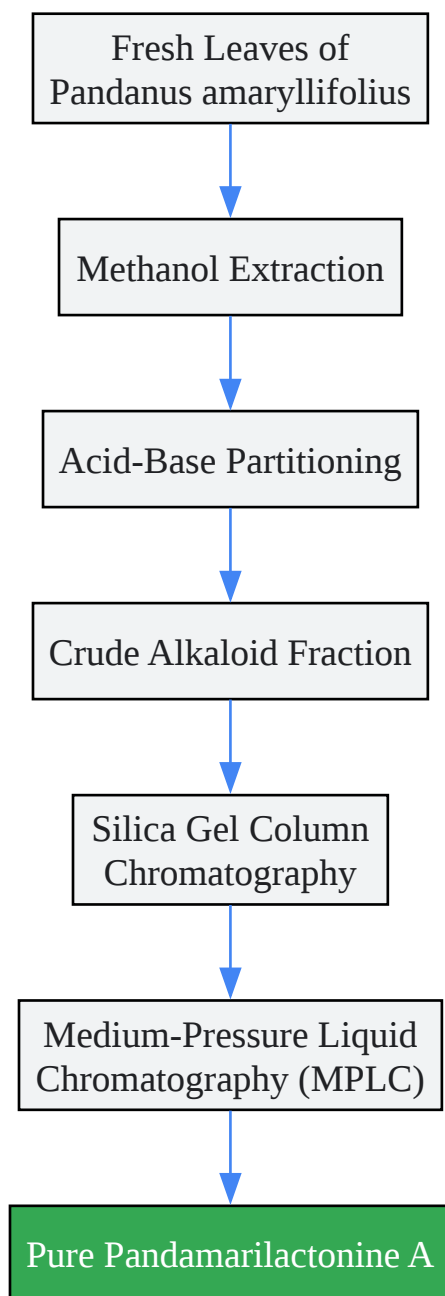 Fresh Leaves of
Pandanus amaryllifolius
Methanol Extraction
Acid-Base Partitioning
Crude Alkaloid Fraction
Silica Gel Column
Chromatography
Medium-Pressure Liquid
Chromatography (MPLC)
Pure Pandamarilactonine A